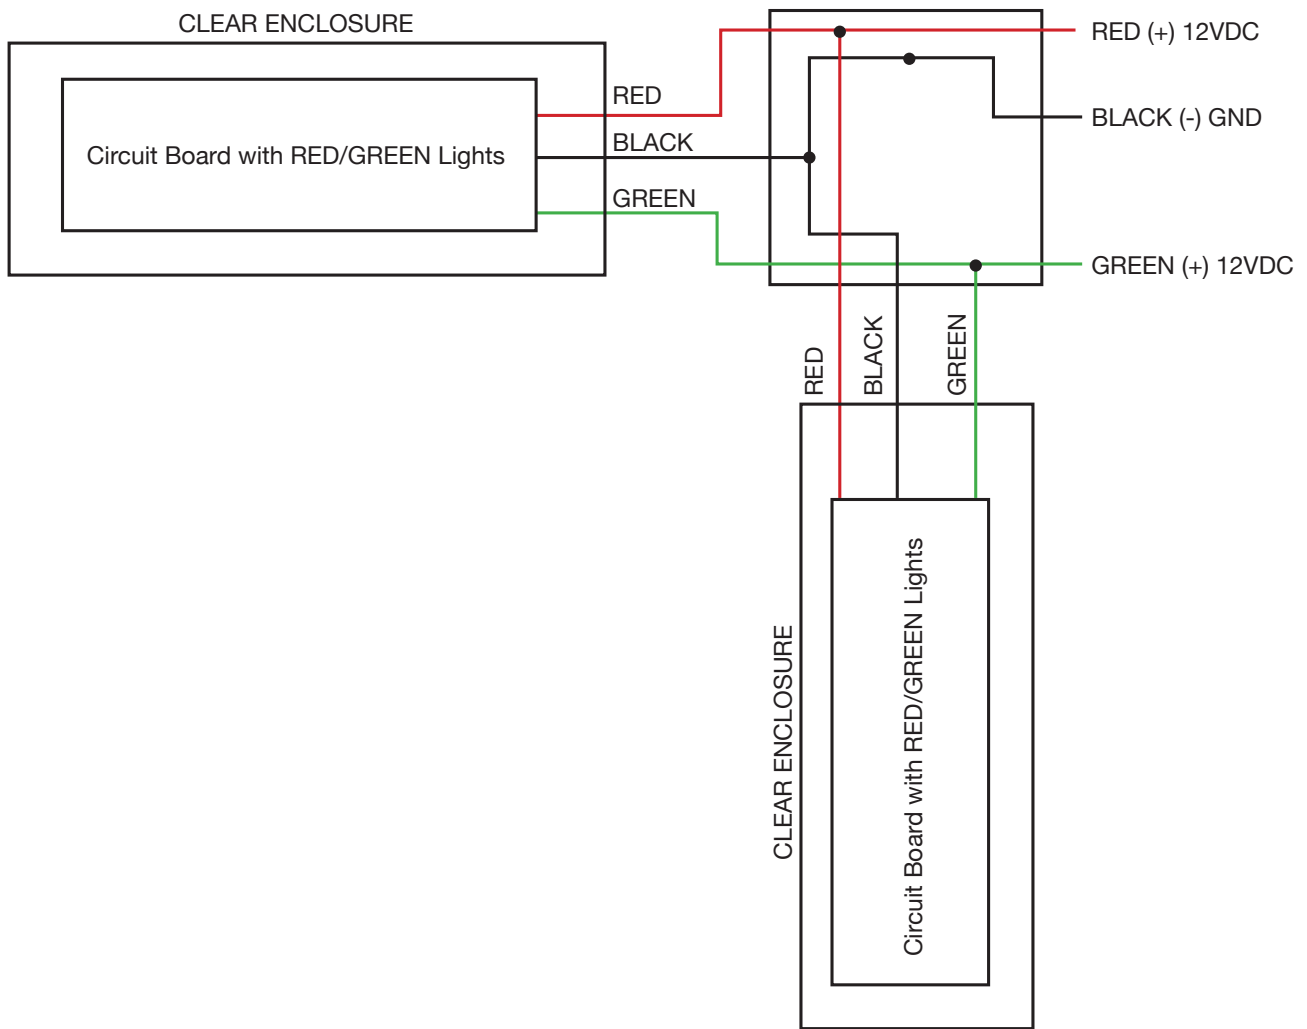 CLEAR ENCLOSURE
RED (+) 12VDC
RED
BLACK (-) GND
BLACK
Circuit Board with RED/GREEN Lights
GREEN
GREEN (+) 12VDC
RED
BLACK
GREEN
CLEAR ENCLOSURE
Circuit Board with RED/GREEN Lights